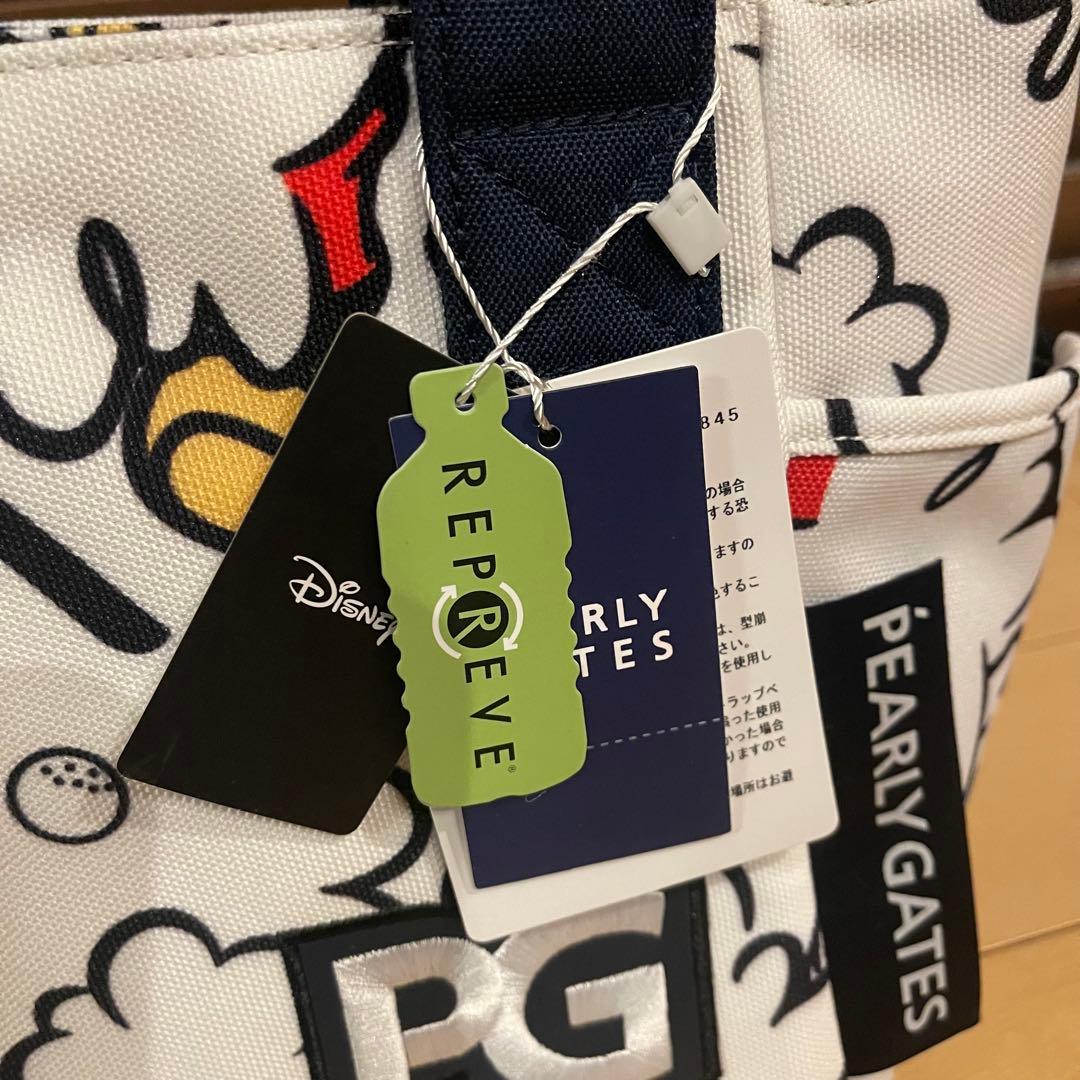 REPREVE®
DISNEY
RLY
TES
845
の場合
する恐
ますの
するこ
は、型崩
さい。
を使用し
ラップベ
った使用
かった場合
りますので
場所はお避
PEARLY GATES
PG